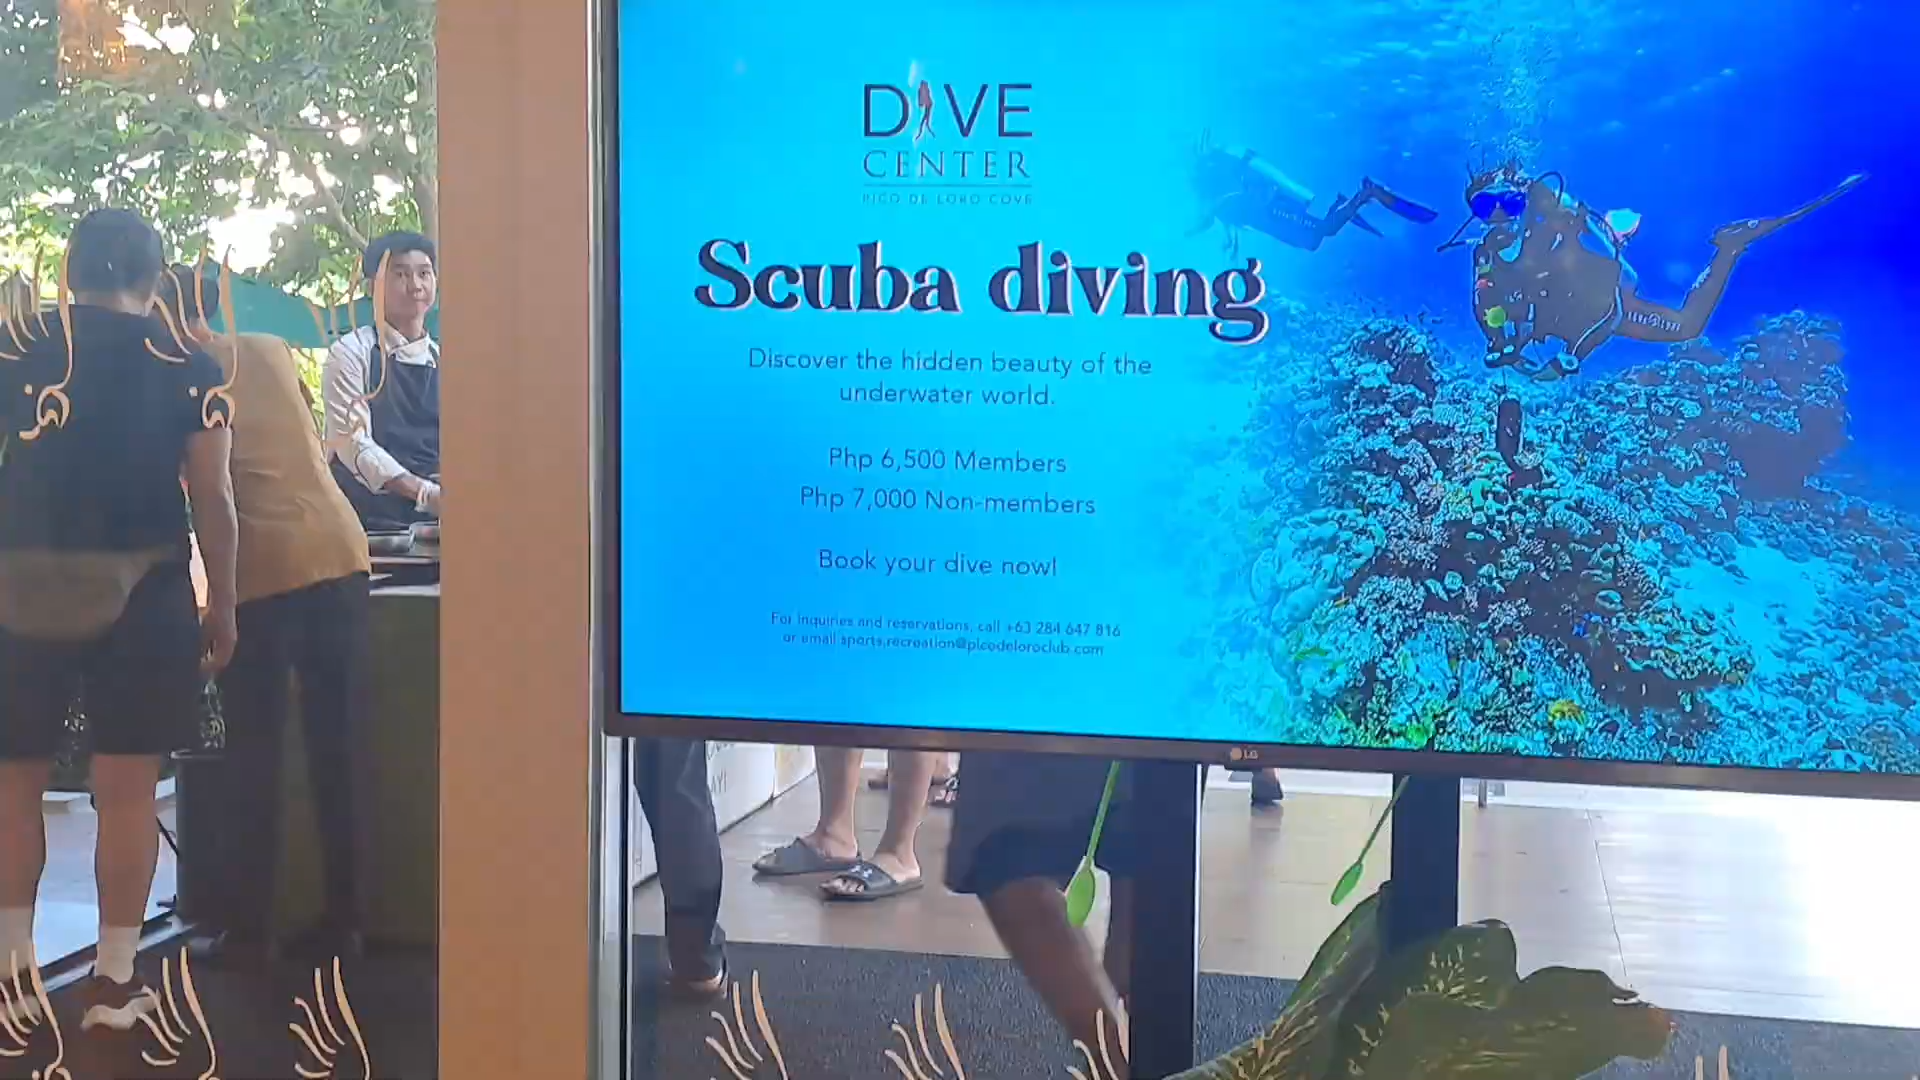 DIVE
CENTER
PICO DE LORO COVE
Scuba diving
Discover the hidden beauty of the
underwater world.
Php 6,500 Members
Php 7,000 Non-members
Book your dive now!
For inquiries and reservations, call +63 284 647 816
or email sports.recreation@picodeloroclub.com
LG